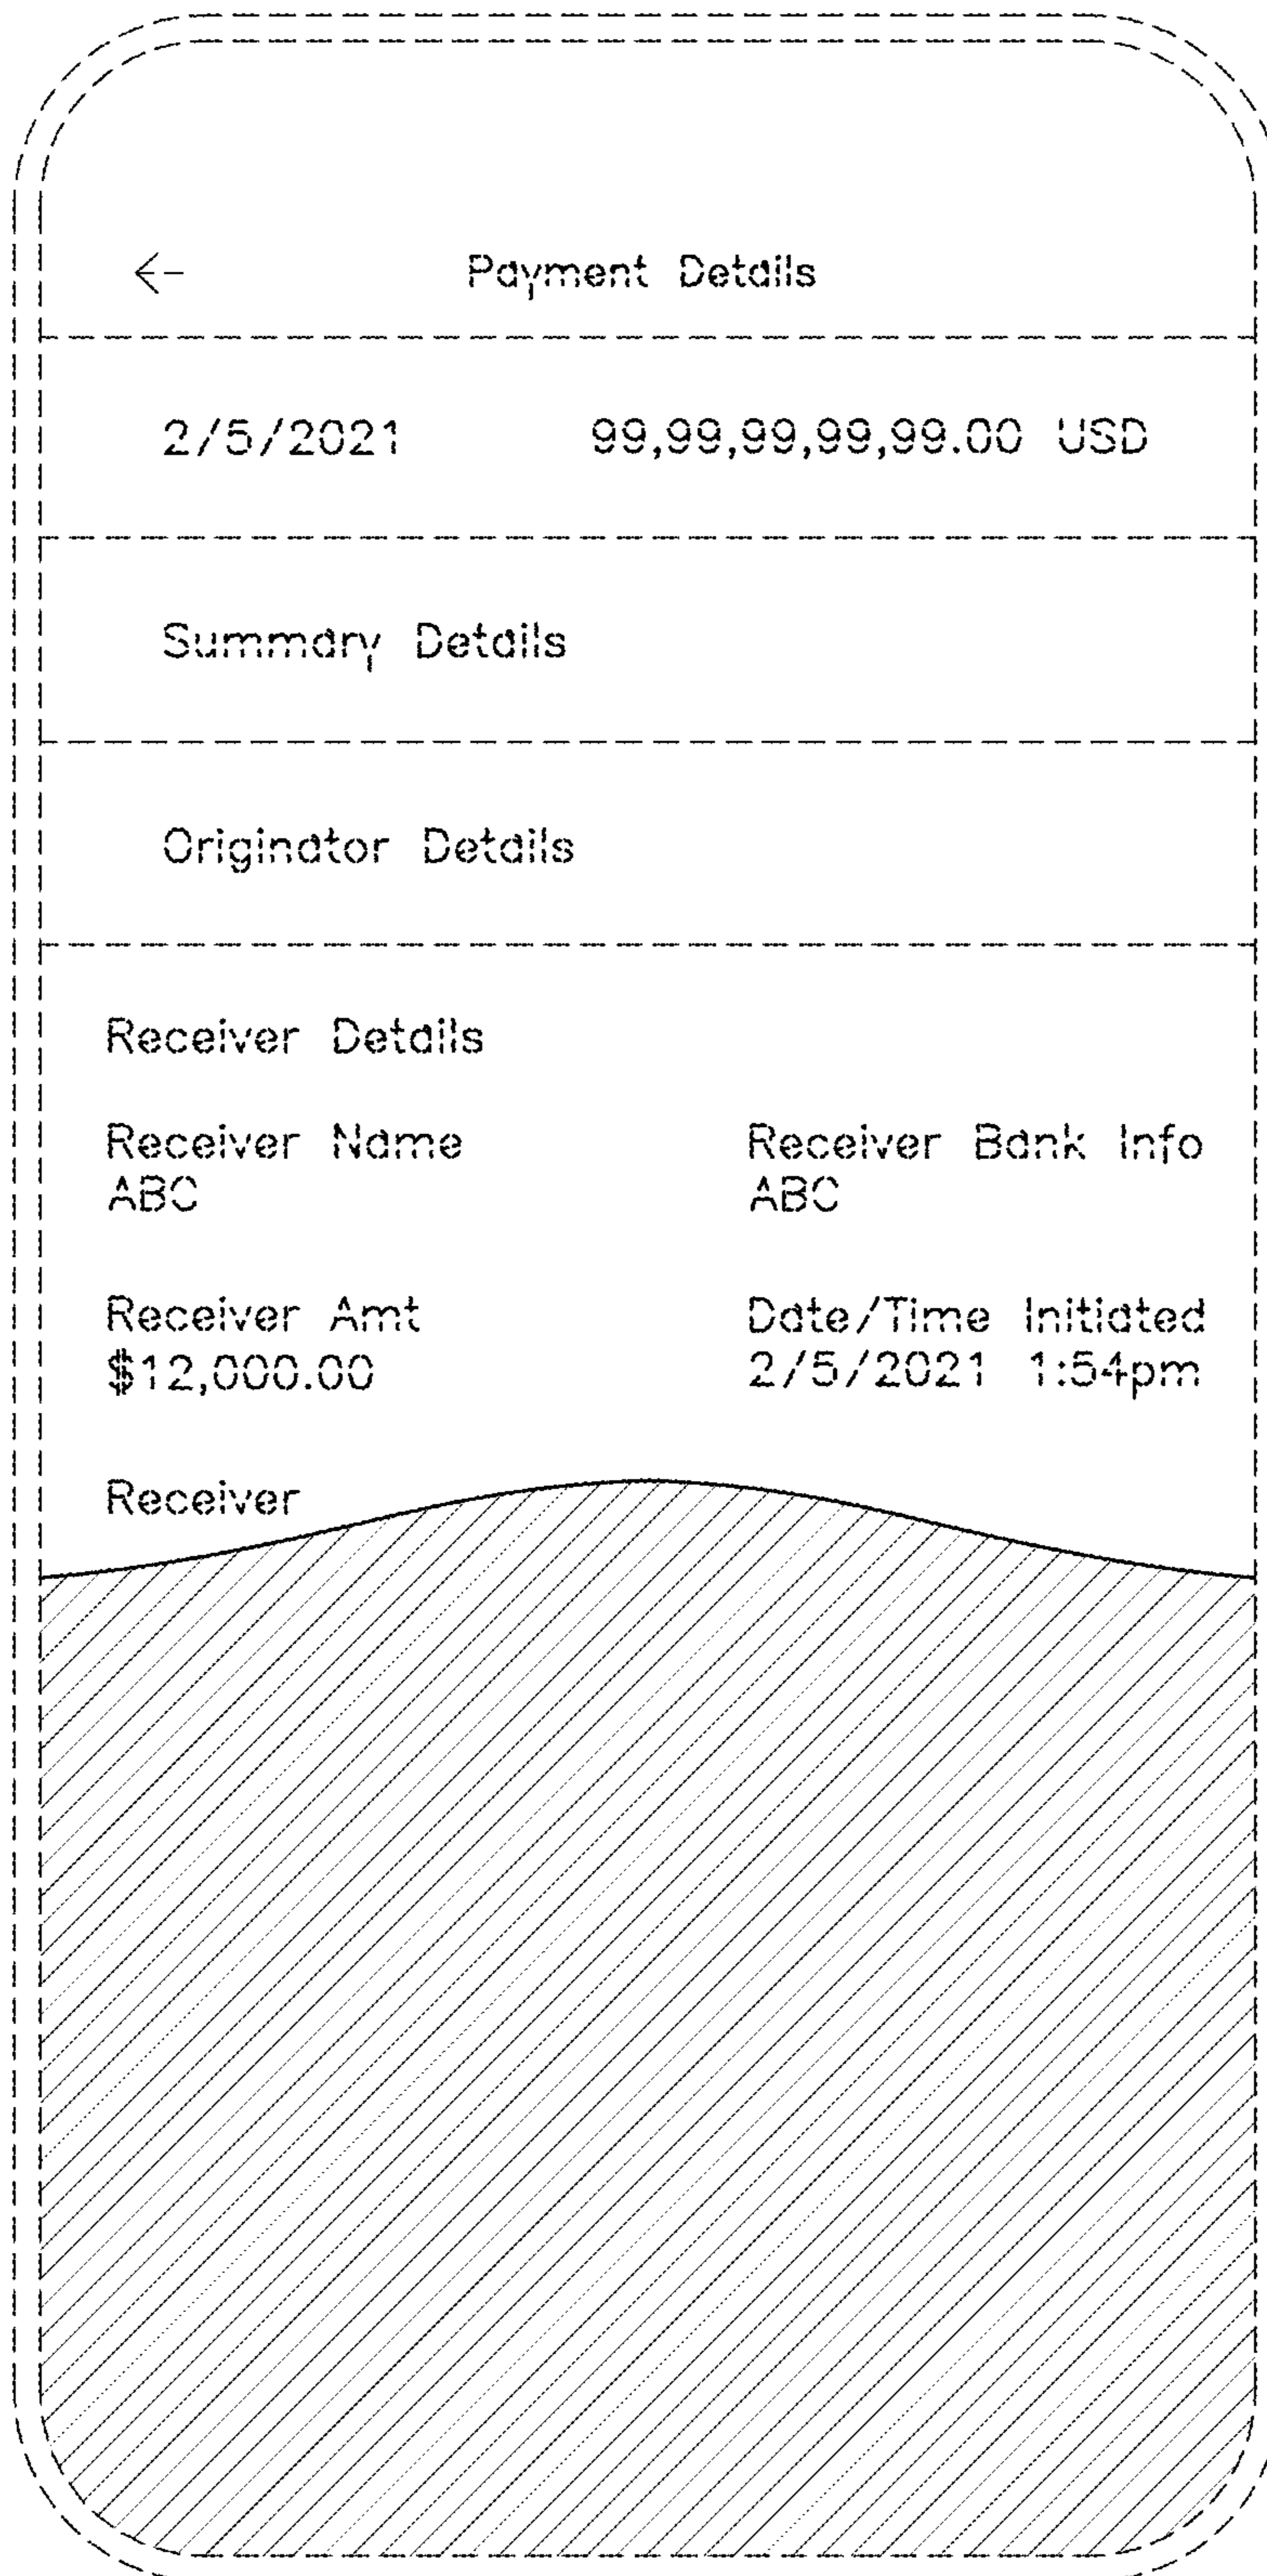 Payment Details
2/5/2021 99,99,99,99,99.00 USD
Summary Details
Originator Details
Receiver Details
Receiver Name Receiver Bank Info
ABC ABC
Receiver Amt Date/Time Initiated
$12,000.00 2/5/2021 1:54pm
Receiver